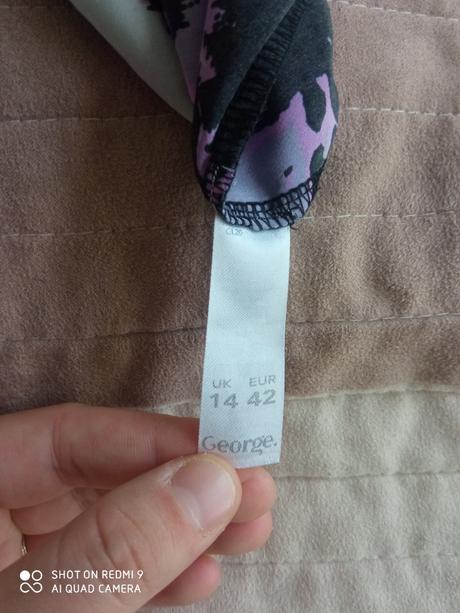 UK EUR
14 42
George.
SHOT ON REDMI 9
AI QUAD CAMERA